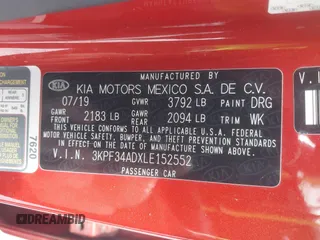 MANUFACTURED BY
KIA KIA MOTORS MEXICO S.A. DE C.V.
07/19 GVWR 3792 LB PAINT DRG
GAWR FRONT 2183 LB GAWR REAR 2094 LB TRIM WK
THIS VEHICLE CONFORMS TO ALL APPLICABLE U.S. FEDERAL
MOTOR VEHICLE SAFETY, BUMPER, AND THEFT PREVENTION STANDARDS
IN EFFECT ON THE DATE OF MANUFACTURE SHOWN ABOVE.
V.I.N. 3KPF34ADXLE152552
PASSENGER CAR
7620
V.I.
DREAMBID